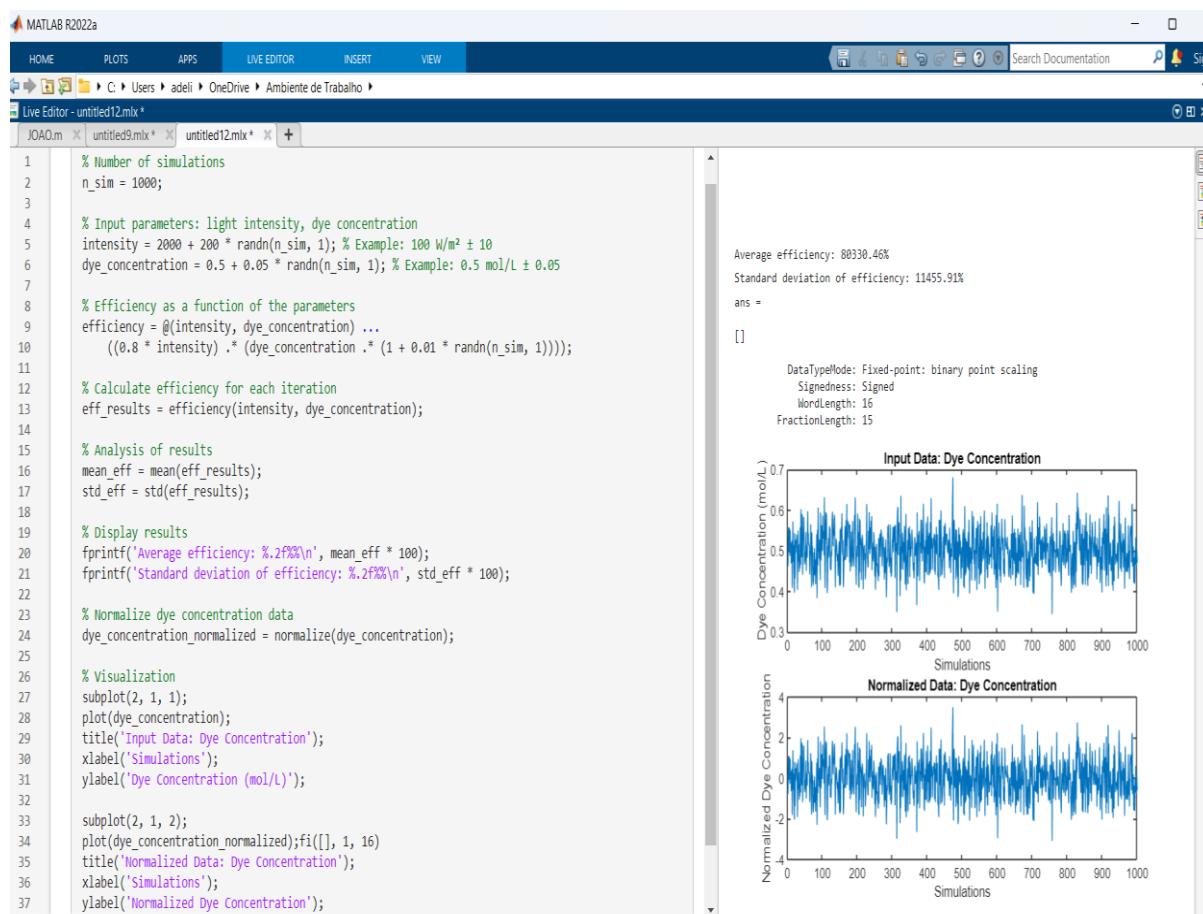 MATLAB R2022a
HOME PLOTS APPS LIVE EDITOR INSERT VIEW Search Documentation
C: Users adeli OneDrive Ambiente de Trabalho
Live Editor - untitled12.mlx *
JOAO.m untitled9.mlx * untitled12.mlx *
1 % Number of simulations
2 n_sim = 1000;
3
4 % Input parameters: light intensity, dye concentration
5 intensity = 2000 + 200 * randn(n_sim, 1); % Example: 100 W/m² ± 10
6 dye_concentration = 0.5 + 0.05 * randn(n_sim, 1); % Example: 0.5 mol/L ± 0.05
7
8 % Efficiency as a function of the parameters
9 efficiency = @(intensity, dye_concentration) ...
10 ((0.8 * intensity) .* (dye_concentration .* (1 + 0.01 * randn(n_sim, 1))));
11
12 % Calculate efficiency for each iteration
13 eff_results = efficiency(intensity, dye_concentration);
14
15 % Analysis of results
16 mean_eff = mean(eff_results);
17 std_eff = std(eff_results);
18
19 % Display results
20 fprintf('Average efficiency: %.2f%%\n', mean_eff * 100);
21 fprintf('Standard deviation of efficiency: %.2f%%\n', std_eff * 100);
22
23 % Normalize dye concentration data
24 dye_concentration_normalized = normalize(dye_concentration);
25
26 % Visualization
27 subplot(2, 1, 1);
28 plot(dye_concentration);
29 title('Input Data: Dye Concentration');
30 xlabel('Simulations');
31 ylabel('Dye Concentration (mol/L)');
32
33 subplot(2, 1, 2);
34 plot(dye_concentration_normalized);fi([], 1, 16)
35 title('Normalized Data: Dye Concentration');
36 xlabel('Simulations');
37 ylabel('Normalized Dye Concentration');
Average efficiency: 80330.46%
Standard deviation of efficiency: 11455.91%
ans =
[]
DataTypeMode: Fixed-point: binary point scaling
Signedness: Signed
WordLength: 16
FractionLength: 15
Input Data: Dye Concentration
Dye Concentration (mol/L)
0.7
0.6
0.5
0.4
0.3
0 100 200 300 400 500 600 700 800 900 1000
Simulations
Normalized Data: Dye Concentration
Normalized Dye Concentration
4
2
0
-2
-4
0 100 200 300 400 500 600 700 800 900 1000
Simulations